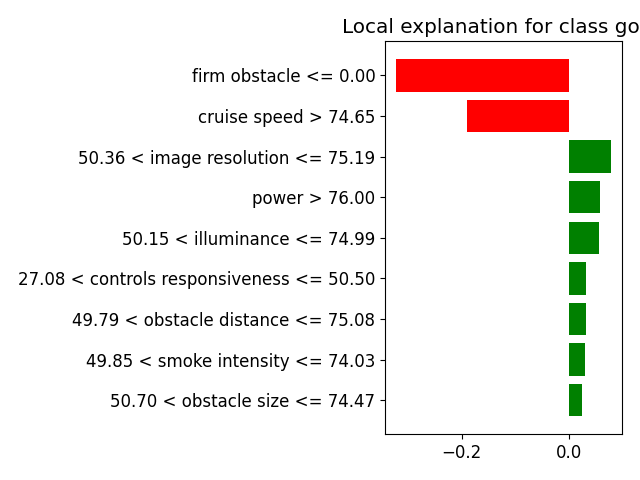 Local explanation for class go
firm obstacle <= 0.00
cruise speed > 74.65
50.36 < image resolution <= 75.19
power > 76.00
50.15 < illuminance <= 74.99
27.08 < controls responsiveness <= 50.50
49.79 < obstacle distance <= 75.08
49.85 < smoke intensity <= 74.03
50.70 < obstacle size <= 74.47
−0.2 0.0